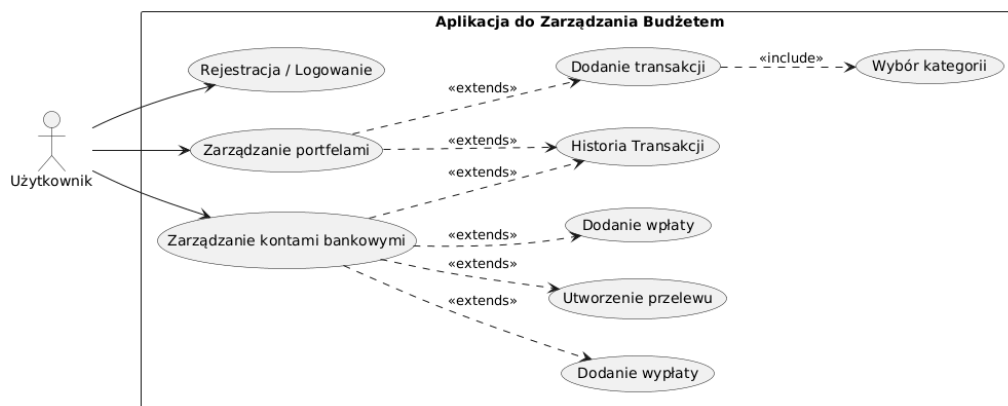 Aplikacja do Zarządzania Budżetem
Rejestracja / Logowanie
Dodanie transakcji
«include»
Wybór kategorii
«extends»
Użytkownik
Zarządzanie portfelami
«extends»
Historia Transakcji
«extends»
Zarządzanie kontami bankowymi
«extends»
Dodanie wpłaty
«extends»
Utworzenie przelewu
«extends»
Dodanie wypłaty